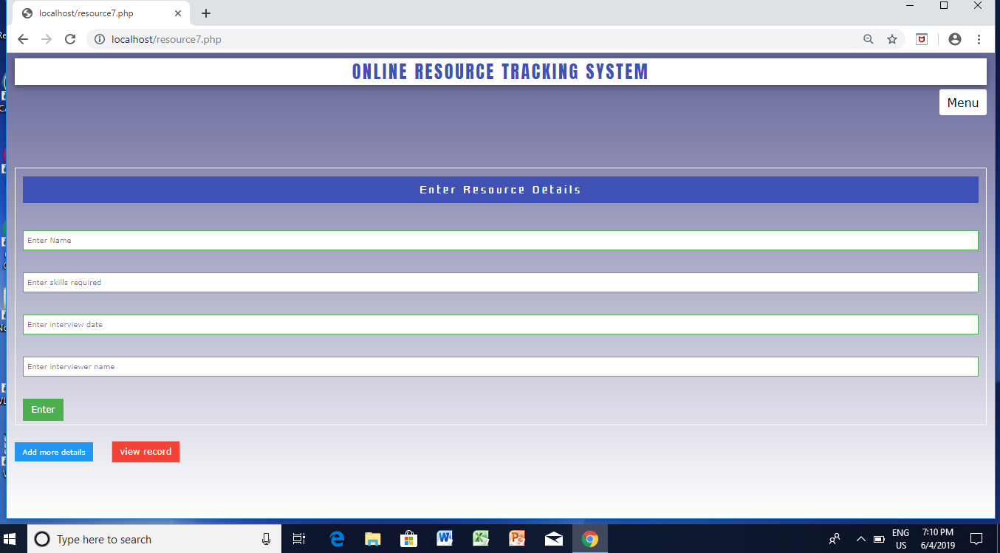 localhost/resource7.php
localhost/resource7.php
ONLINE RESOURCE TRACKING SYSTEM
Menu
Enter Resource Details
Enter Name
Enter skills required
Enter interview date
Enter interviewer name
Enter
Add more details
view record
Type here to search
ENG
US
7:10 PM
6/4/2019